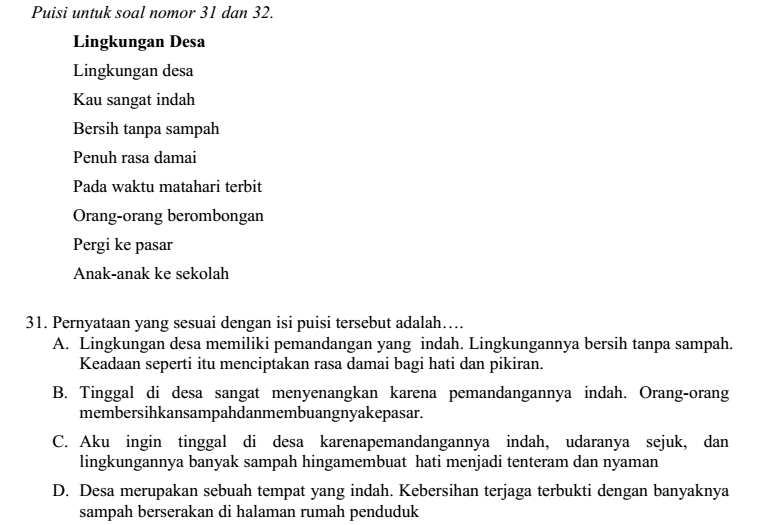 Puisi untuk soal nomor 31 dan 32.
Lingkungan Desa
Lingkungan desa
Kau sangat indah
Bersih tanpa sampah
Penuh rasa damai
Pada waktu matahari terbit
Orang-orang berombongan
Pergi ke pasar
Anak-anak ke sekolah
31. Pernyataan yang sesuai dengan isi puisi tersebut adalah….
A. Lingkungan desa memiliki pemandangan yang indah. Lingkungannya bersih tanpa sampah.
Keadaan seperti itu menciptakan rasa damai bagi hati dan pikiran.
B. Tinggal di desa sangat menyenangkan karena pemandangannya indah. Orang-orang
membersihkansampahdanmembuangnyakepasar.
C. Aku ingin tinggal di desa karenapemandangannya indah, udaranya sejuk, dan
lingkungannya banyak sampah hingamembuat hati menjadi tenteram dan nyaman
D. Desa merupakan sebuah tempat yang indah. Kebersihan terjaga terbukti dengan banyaknya
sampah berserakan di halaman rumah penduduk